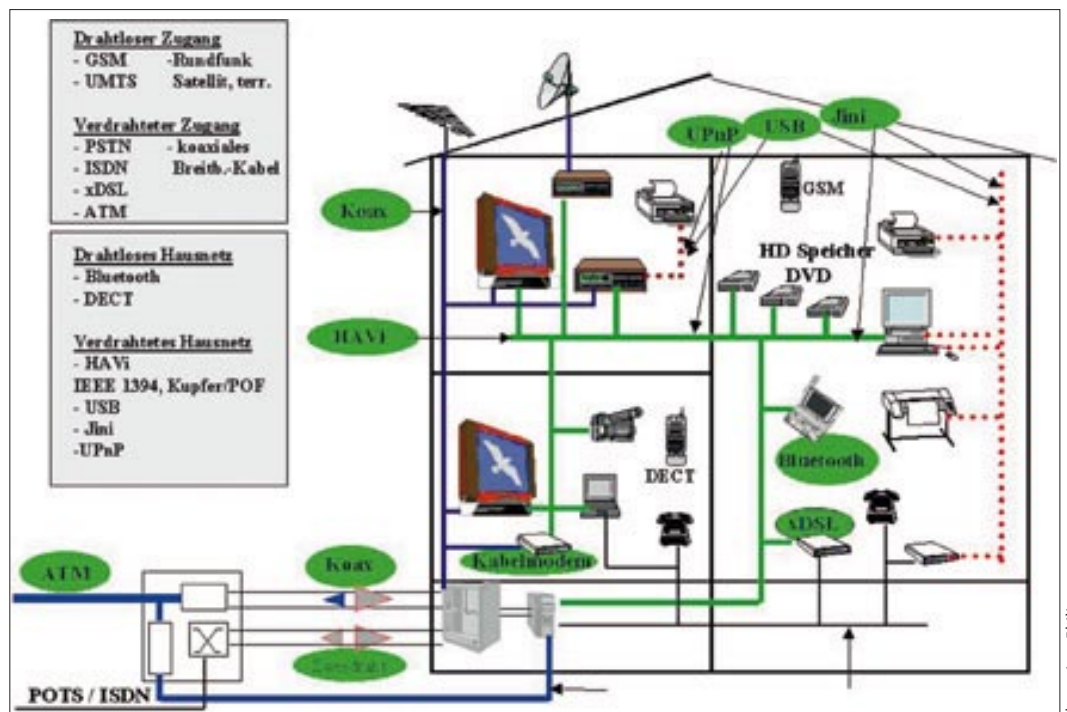 Drahtloser Zugang
- GSM -Rundfunk
- UMTS Satellit, terr.
Verdrahteter Zugang
- PSTN - koaxiales
- ISDN Breitb.-Kabel
- xDSL
- ATM
Drahtloses Hausnetz
- Bluetooth
- DECT
Verdrahtetes Hausnetz
- HAVi
IEEE 1394, Kupfer/POF
- USB
- Jini
-UPnP
UPnP
USB
Jini
Koax
GSM
HD Speicher
DVD
HAVi
Bluetooth
DECT
xDSL
Kabelmodem
ATM
Koax
POTS / ISDN